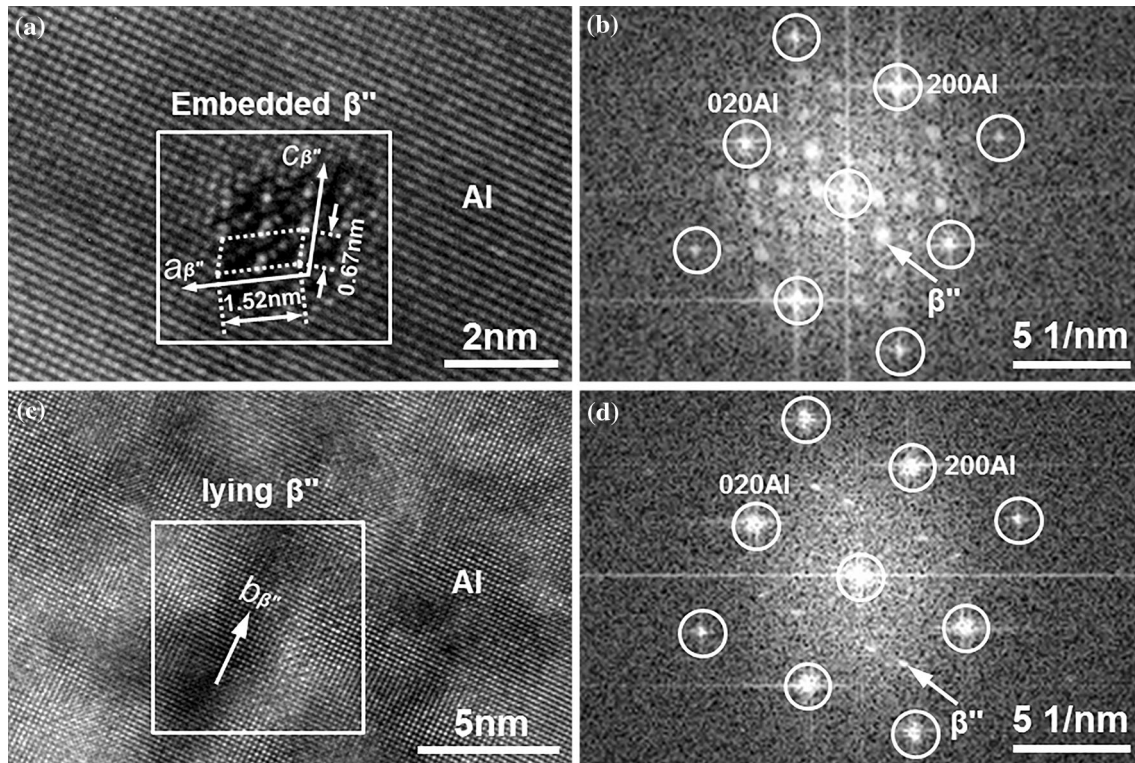 (a)
Embedded β"
cβ"
Al
aβ"
0.67nm
1.52nm
2nm
(b)
200Al
020Al
β"
5 1/nm
(c)
lying β"
Al
bβ"
5nm
(d)
200Al
020Al
β"
5 1/nm